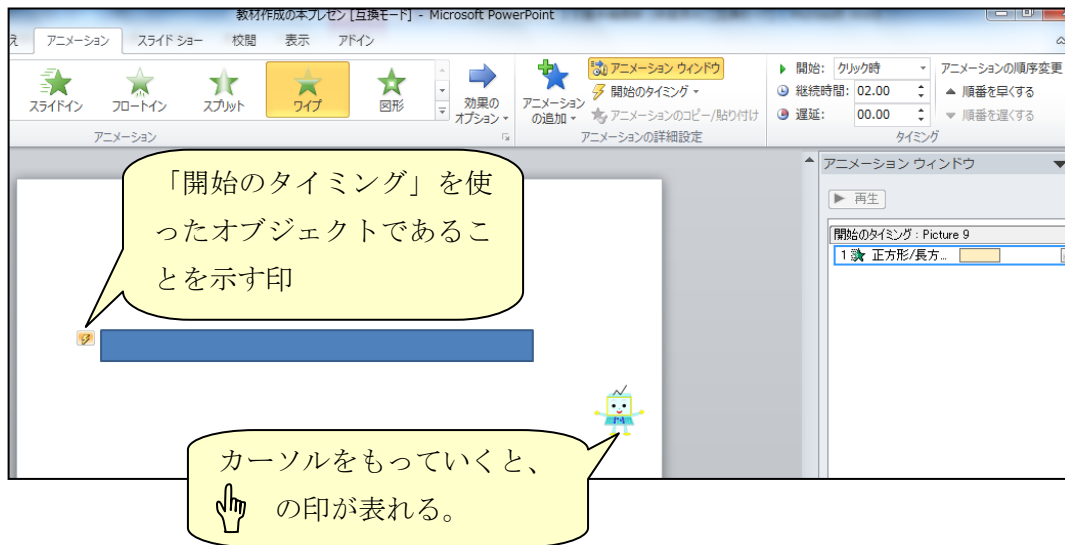 教材作成の本プレゼン [互換モード] - Microsoft PowerPoint
え アニメーション スライド ショー 校閲 表示 アドイン
スライドイン フロートイン スプリット ワイプ 図形 効果の オプション アニメーション の追加
アニメーション ウィンドウ
開始のタイミング
アニメーションのコピー/貼り付け
開始: クリック時
継続時間: 02.00
遅延: 00.00
アニメーションの順序変更
順番を早くする
順番を遅くする
アニメーション アニメーションの詳細設定 タイミング
アニメーション ウィンドウ
再生
開始のタイミング : Picture 9
1 正方形/長方...
「開始のタイミング」を使
ったオブジェクトであるこ
とを示す印
カーソルをもっていくと、
の印が表れる。